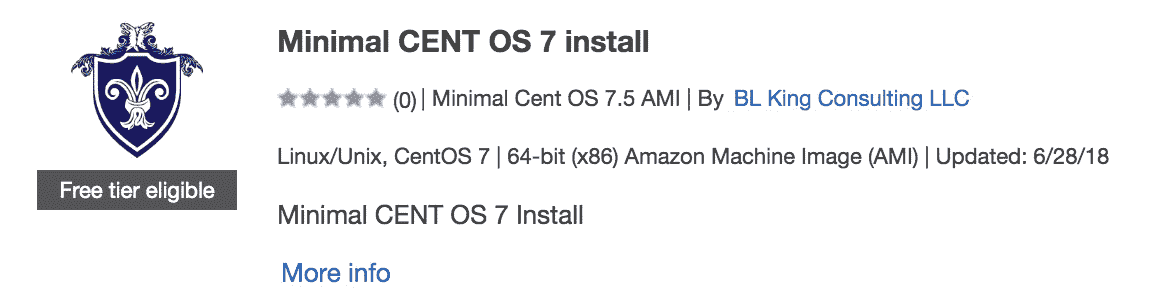 Minimal CENT OS 7 install
(0) | Minimal Cent OS 7.5 AMI | By BL King Consulting LLC
Linux/Unix, CentOS 7 | 64-bit (x86) Amazon Machine Image (AMI) | Updated: 6/28/18
Free tier eligible
Minimal CENT OS 7 Install
More info